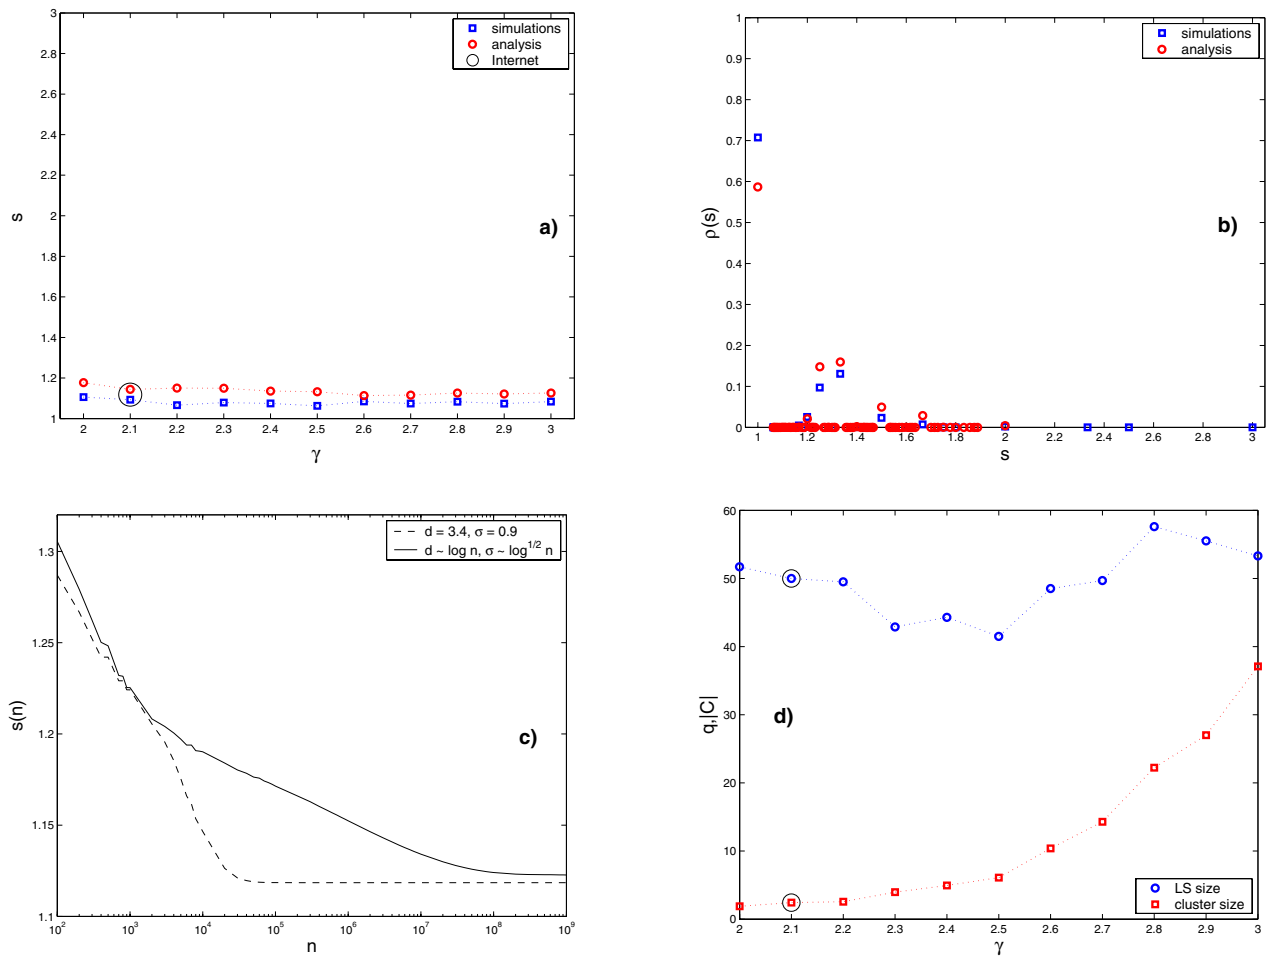 3
2.8
2.6
2.4
2.2
2
1.8
1.6
1.4
1.2
1
s
2 2.1 2.2 2.3 2.4 2.5 2.6 2.7 2.8 2.9 3
γ
simulations
analysis
Internet
a)
1
0.9
0.8
0.7
0.6
0.5
0.4
0.3
0.2
0.1
0
ρ(s)
1 1.2 1.4 1.6 1.8 2 2.2 2.4 2.6 2.8 3
s
simulations
analysis
b)
1.3
1.25
1.2
1.15
1.1
s(n)
10^2 10^3 10^4 10^5 10^6 10^7 10^8 10^9
n
d = 3.4, σ = 0.9
d ~ log n, σ ~ log^1/2 n
c)
60
50
40
30
20
10
0
q,|C|
2 2.1 2.2 2.3 2.4 2.5 2.6 2.7 2.8 2.9 3
γ
d)
LS size
cluster size